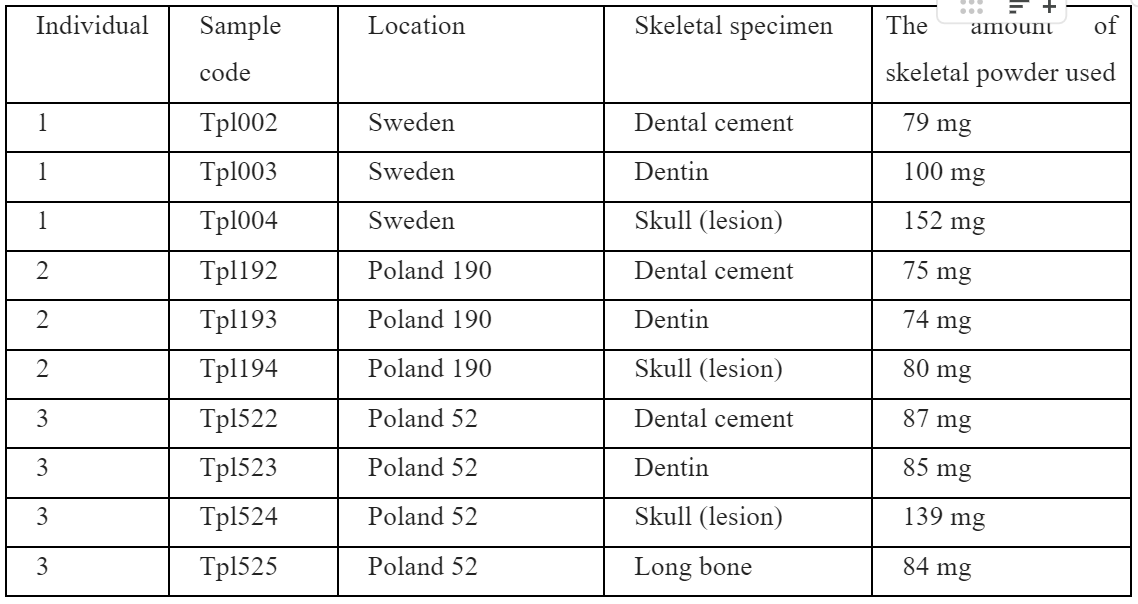 Individual Sample code Location Skeletal specimen The amount of skeletal powder used
1 Tpl002 Sweden Dental cement 79 mg
1 Tpl003 Sweden Dentin 100 mg
1 Tpl004 Sweden Skull (lesion) 152 mg
2 Tpl192 Poland 190 Dental cement 75 mg
2 Tpl193 Poland 190 Dentin 74 mg
2 Tpl194 Poland 190 Skull (lesion) 80 mg
3 Tpl522 Poland 52 Dental cement 87 mg
3 Tpl523 Poland 52 Dentin 85 mg
3 Tpl524 Poland 52 Skull (lesion) 139 mg
3 Tpl525 Poland 52 Long bone 84 mg